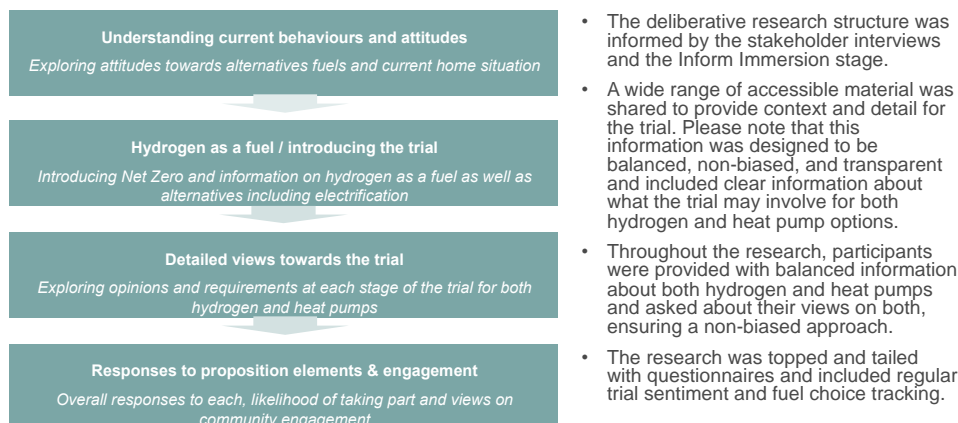 Understanding current behaviours and attitudes
Exploring attitudes towards alternatives fuels and current home situation
Hydrogen as a fuel / introducing the trial
Introducing Net Zero and information on hydrogen as a fuel as well as
alternatives including electrification
Detailed views towards the trial
Exploring opinions and requirements at each stage of the trial for both
hydrogen and heat pumps
Responses to proposition elements & engagement
Overall responses to each, likelihood of taking part and views on
community engagement
• The deliberative research structure was
informed by the stakeholder interviews
and the Inform Immersion stage.
• A wide range of accessible material was
shared to provide context and detail for
the trial. Please note that this
information was designed to be
balanced, non-biased, and transparent
and included clear information about
what the trial may involve for both
hydrogen and heat pump options.
• Throughout the research, participants
were provided with balanced information
about both hydrogen and heat pumps
and asked about their views on both,
ensuring a non-biased approach.
• The research was topped and tailed
with questionnaires and included regular
trial sentiment and fuel choice tracking.